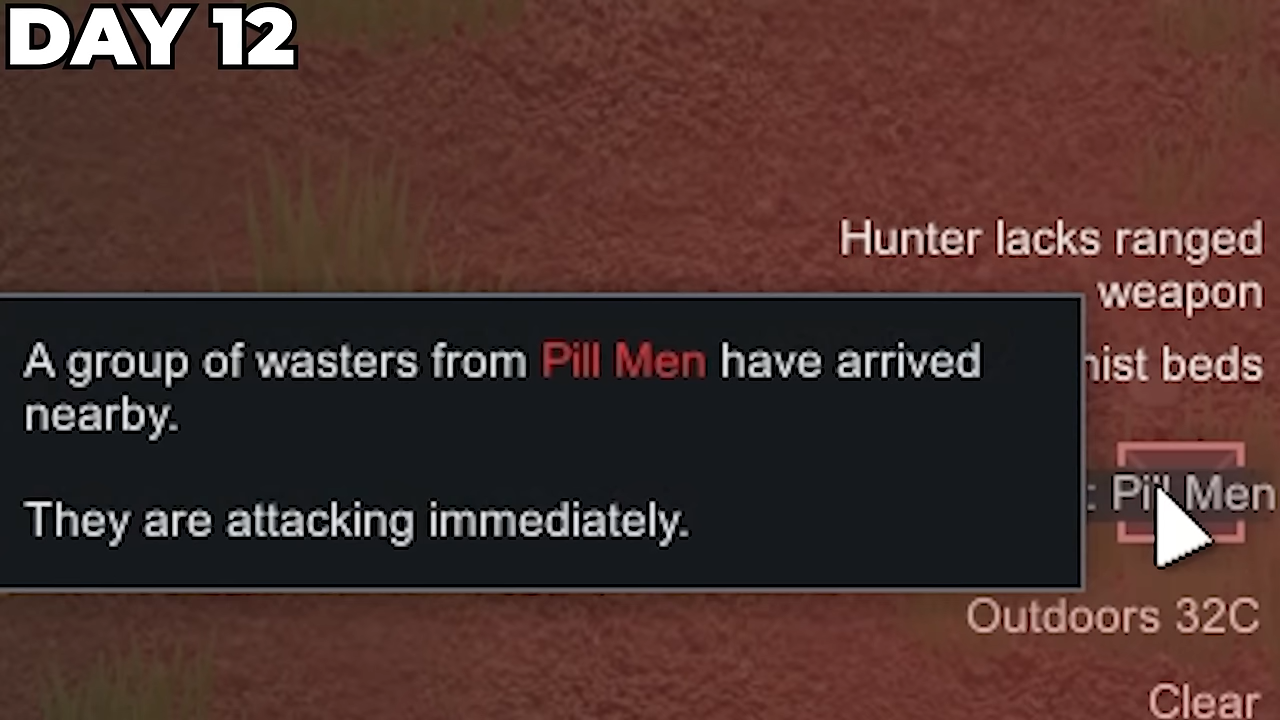 DAY 12
Hunter lacks ranged
weapon
A group of wasters from Pill Men have arrived
nearby.
They are attacking immediately.
beds
: Pill Men
Outdoors 32C
Clear